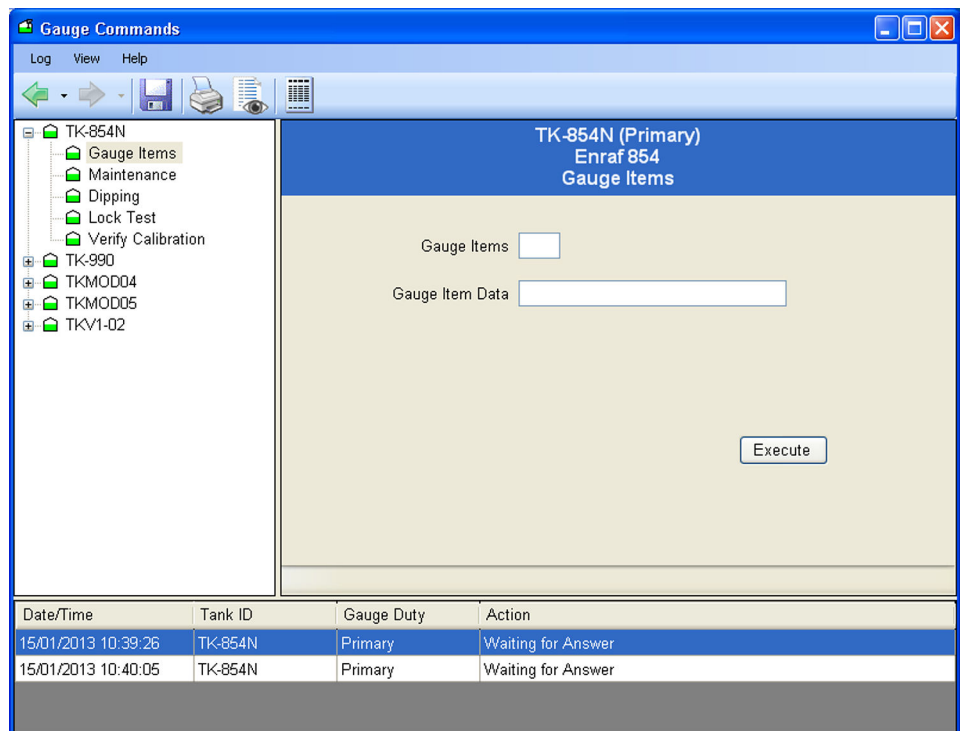 Gauge Commands
Log View Help
TK-854N
Gauge Items
Maintenance
Dipping
Lock Test
Verify Calibration
TK-990
TKMOD04
TKMOD05
TKV1-02
TK-854N (Primary)
Enraf 854
Gauge Items
Gauge Items
Gauge Item Data
Execute
Date/Time Tank ID Gauge Duty Action
15/01/2013 10:39:26 TK-854N Primary Waiting for Answer
15/01/2013 10:40:05 TK-854N Primary Waiting for Answer